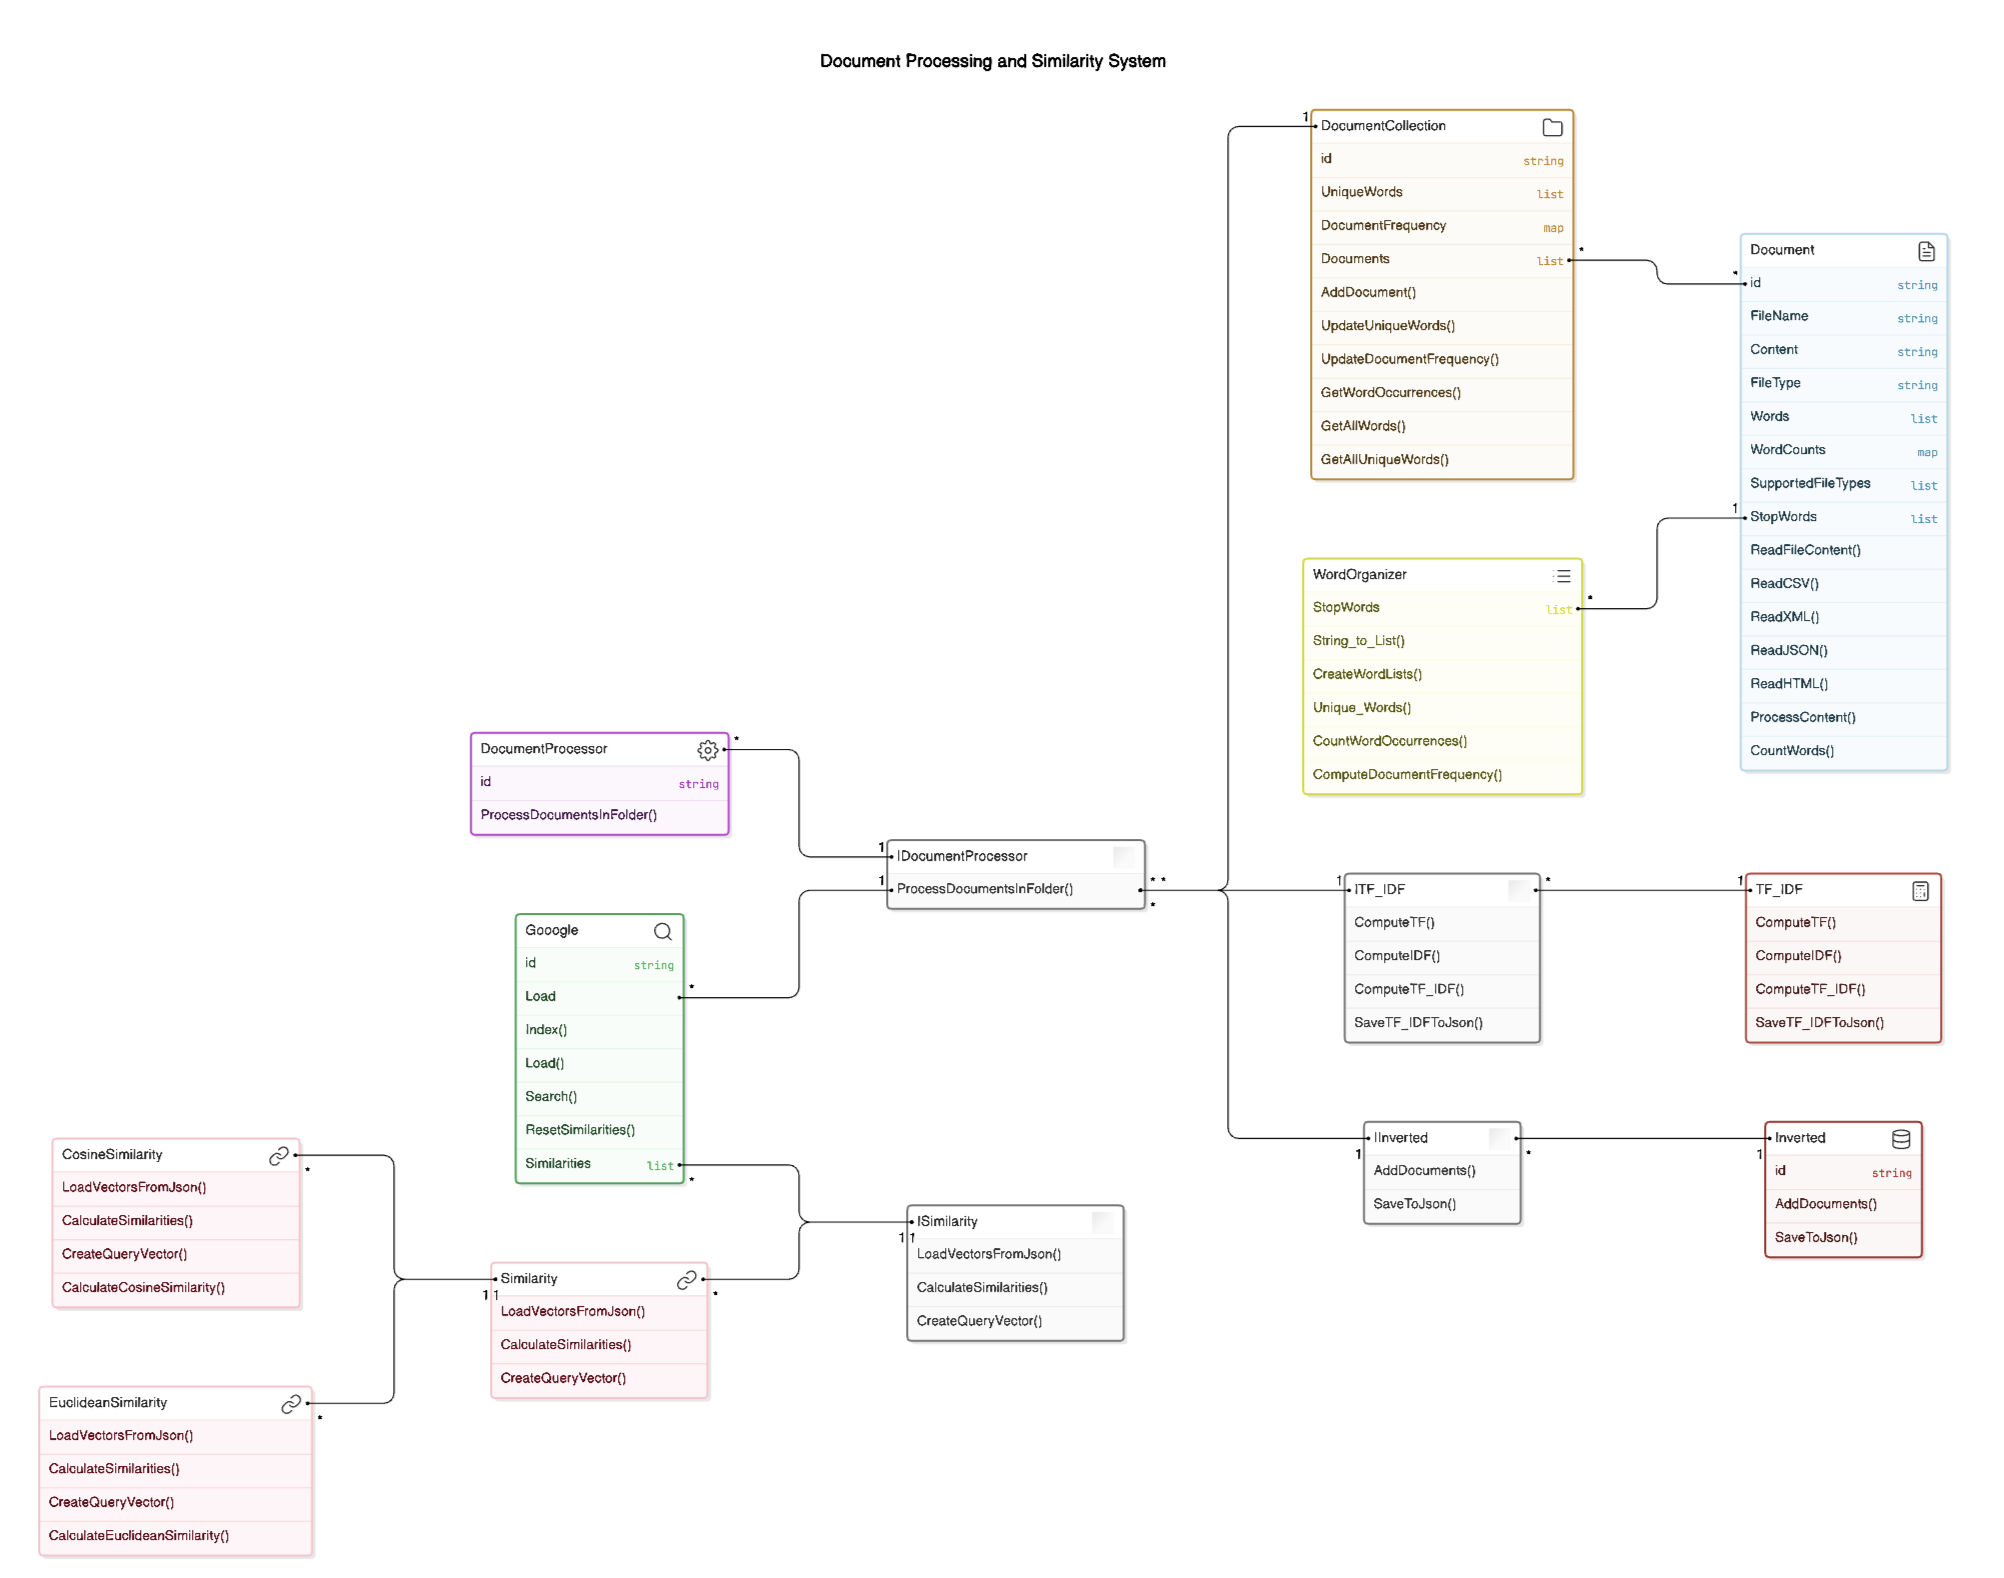 Document Processing and Similarity System
1
DocumentCollection
id string
UniqueWords list
DocumentFrequency map
Documents list
*
AddDocument()
UpdateUniqueWords()
UpdateDocumentFrequency()
GetWordOccurrences()
GetAllWords()
GetAllUniqueWords()
Document
*
id string
FileName string
Content string
FileType string
Words list
WordCounts map
SupportedFileTypes list
1
StopWords list
ReadFileContent()
ReadCSV()
ReadXML()
ReadJSON()
ReadHTML()
ProcessContent()
CountWords()
WordOrganizer
StopWords list
*
String_to_List()
CreateWordLists()
Unique_Words()
CountWordOccurrences()
ComputeDocumentFrequency()
DocumentProcessor
*
id string
ProcessDocumentsInFolder()
1
IDocumentProcessor
1
ProcessDocumentsInFolder()
* *
*
Gooogle
id string
Load
*
Index()
Load()
Search()
ResetSimilarities()
Similarities list
*
1
ITF_IDF
*
ComputeTF()
ComputeIDF()
ComputeTF_IDF()
SaveTF_IDFToJson()
1
TF_IDF
ComputeTF()
ComputeIDF()
ComputeTF_IDF()
SaveTF_IDFToJson()
IInverted
1
*
AddDocuments()
SaveToJson()
Inverted
1
id string
AddDocuments()
SaveToJson()
CosineSimilarity
*
LoadVectorsFromJson()
CalculateSimilarities()
CreateQueryVector()
CalculateCosineSimilarity()
ISimilarity
1 1
LoadVectorsFromJson()
CalculateSimilarities()
CreateQueryVector()
Similarity
1 1
*
LoadVectorsFromJson()
CalculateSimilarities()
CreateQueryVector()
EuclideanSimilarity
*
LoadVectorsFromJson()
CalculateSimilarities()
CreateQueryVector()
CalculateEuclideanSimilarity()